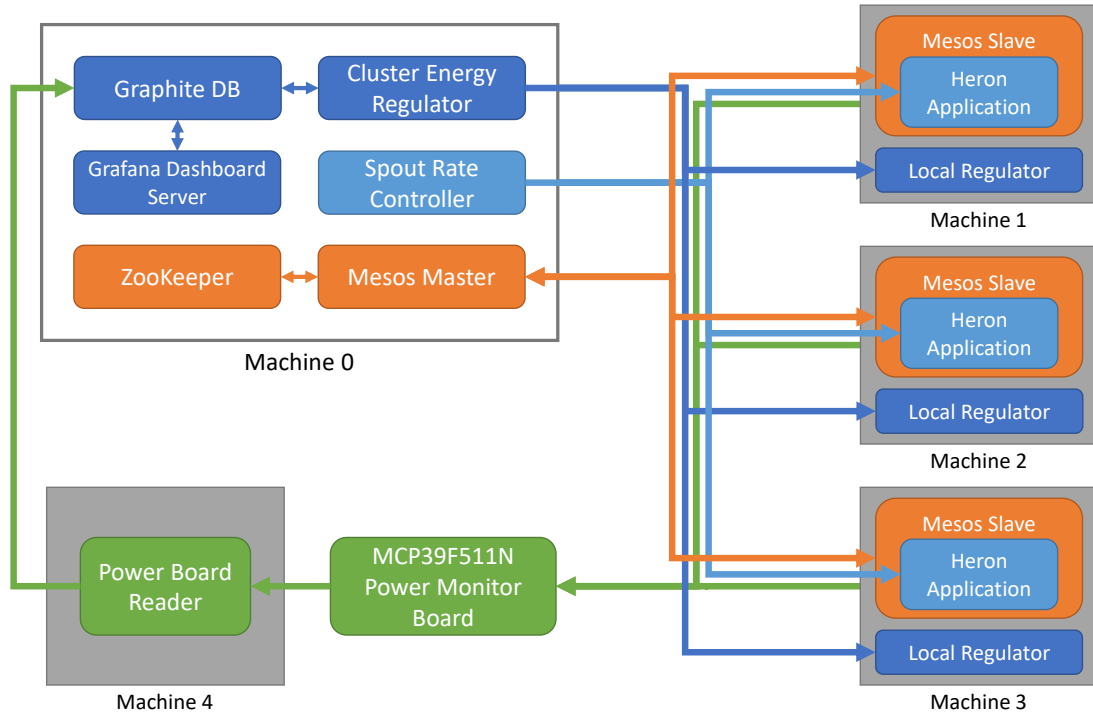 Graphite DB
Cluster Energy
Regulator
Grafana Dashboard
Server
Spout Rate
Controller
ZooKeeper
Mesos Master
Machine 0
Mesos Slave
Heron
Application
Local Regulator
Machine 1
Mesos Slave
Heron
Application
Local Regulator
Machine 2
Mesos Slave
Heron
Application
Local Regulator
Machine 3
Power Board
Reader
Machine 4
MCP39F511N
Power Monitor
Board